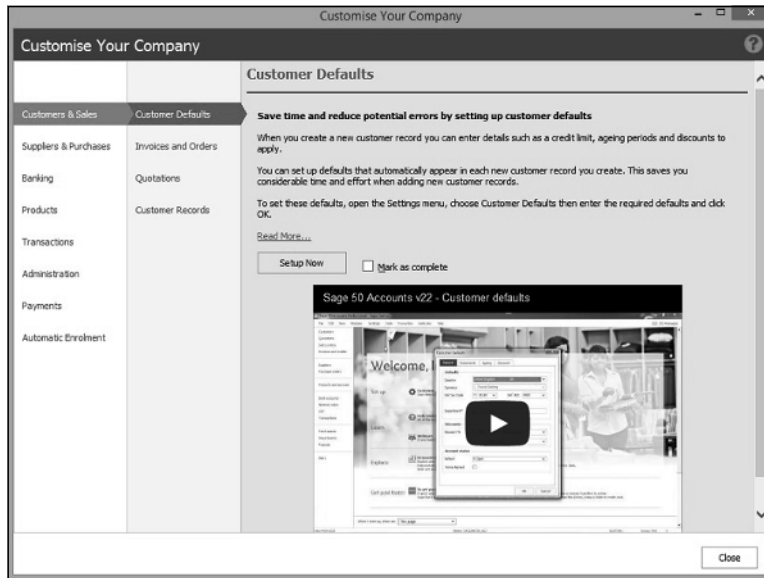 Customise Your Company
Customise Your Company
Customer Defaults
Customers & Sales
Customer Defaults
Suppliers & Purchases
Invoices and Orders
Banking
Quotations
Products
Customer Records
Transactions
Administration
Payments
Automatic Enrolment
Save time and reduce potential errors by setting up customer defaults
When you create a new customer record you can enter details such as a credit limit, ageing periods and discounts to
apply.
You can set up defaults that automatically appear in each new customer record you create. This saves you
considerable time and effort when adding new customer records.
To set these defaults, open the Settings menu, choose Customer Defaults then enter the required defaults and click
OK.
Read More...
Setup Now
Mark as complete
Sage 50 Accounts v22 - Customer defaults
Welcome,
Set up
Learn
Explore
Close